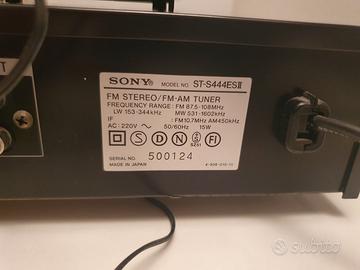 SONY® MODEL NO. ST-S444ESII
FM STEREO/FM-AM TUNER
FREQUENCY RANGE : FM 87.5-108MHz
LW 153-344kHz MW 531-1602kHz
IF : FM10.7MHz AM450kHz
AC : 220V ~ 50/60Hz 15W
S D N F
SERIAL NO. 500124
MADE IN JAPAN
subito